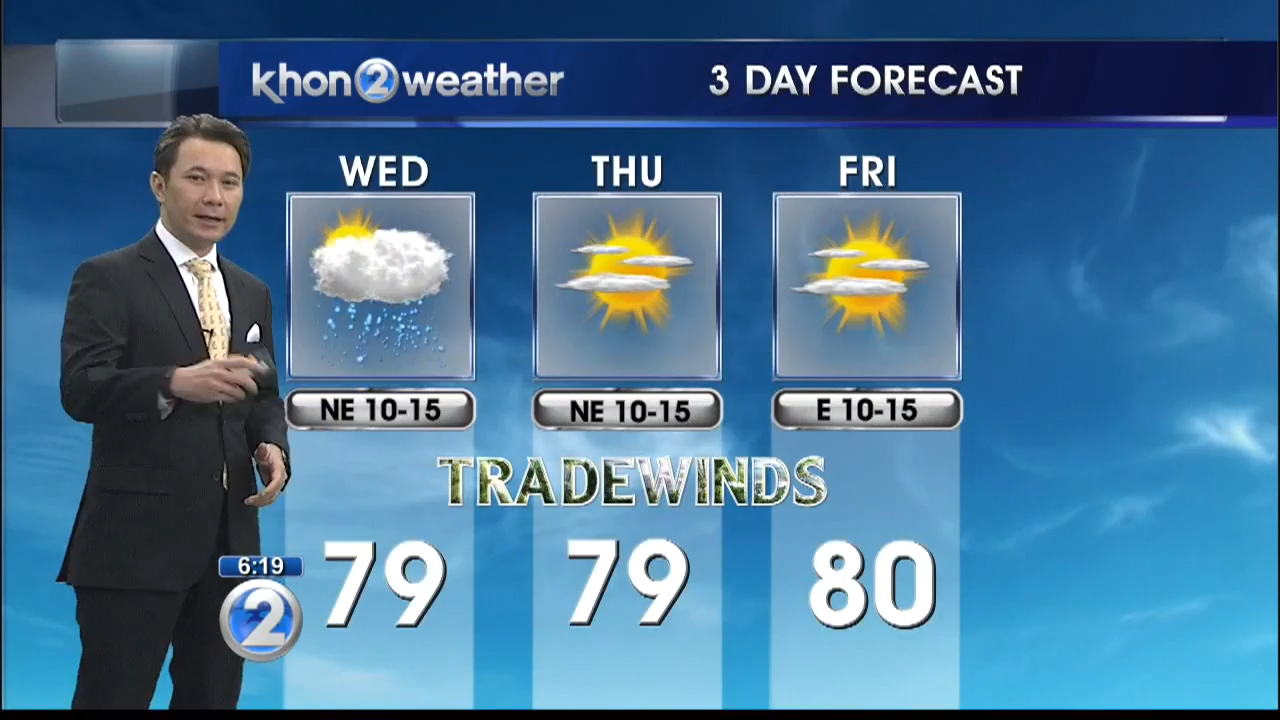 khon2weather
3 DAY FORECAST
WED THU FRI
NE 10-15 NE 10-15 E 10-15
TRADEWINDS
79 79 80
6:19
2